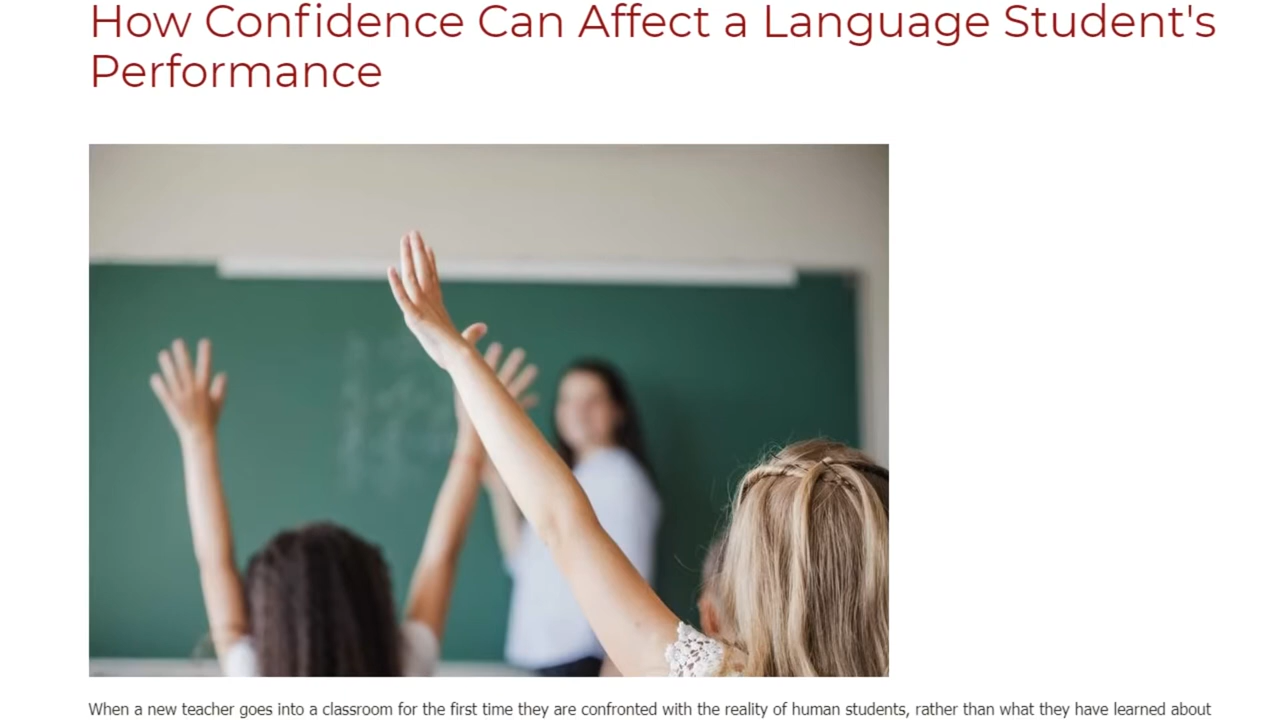 How Confidence Can Affect a Language Student's
Performance
When a new teacher goes into a classroom for the first time they are confronted with the reality of human students, rather than what they have learned about